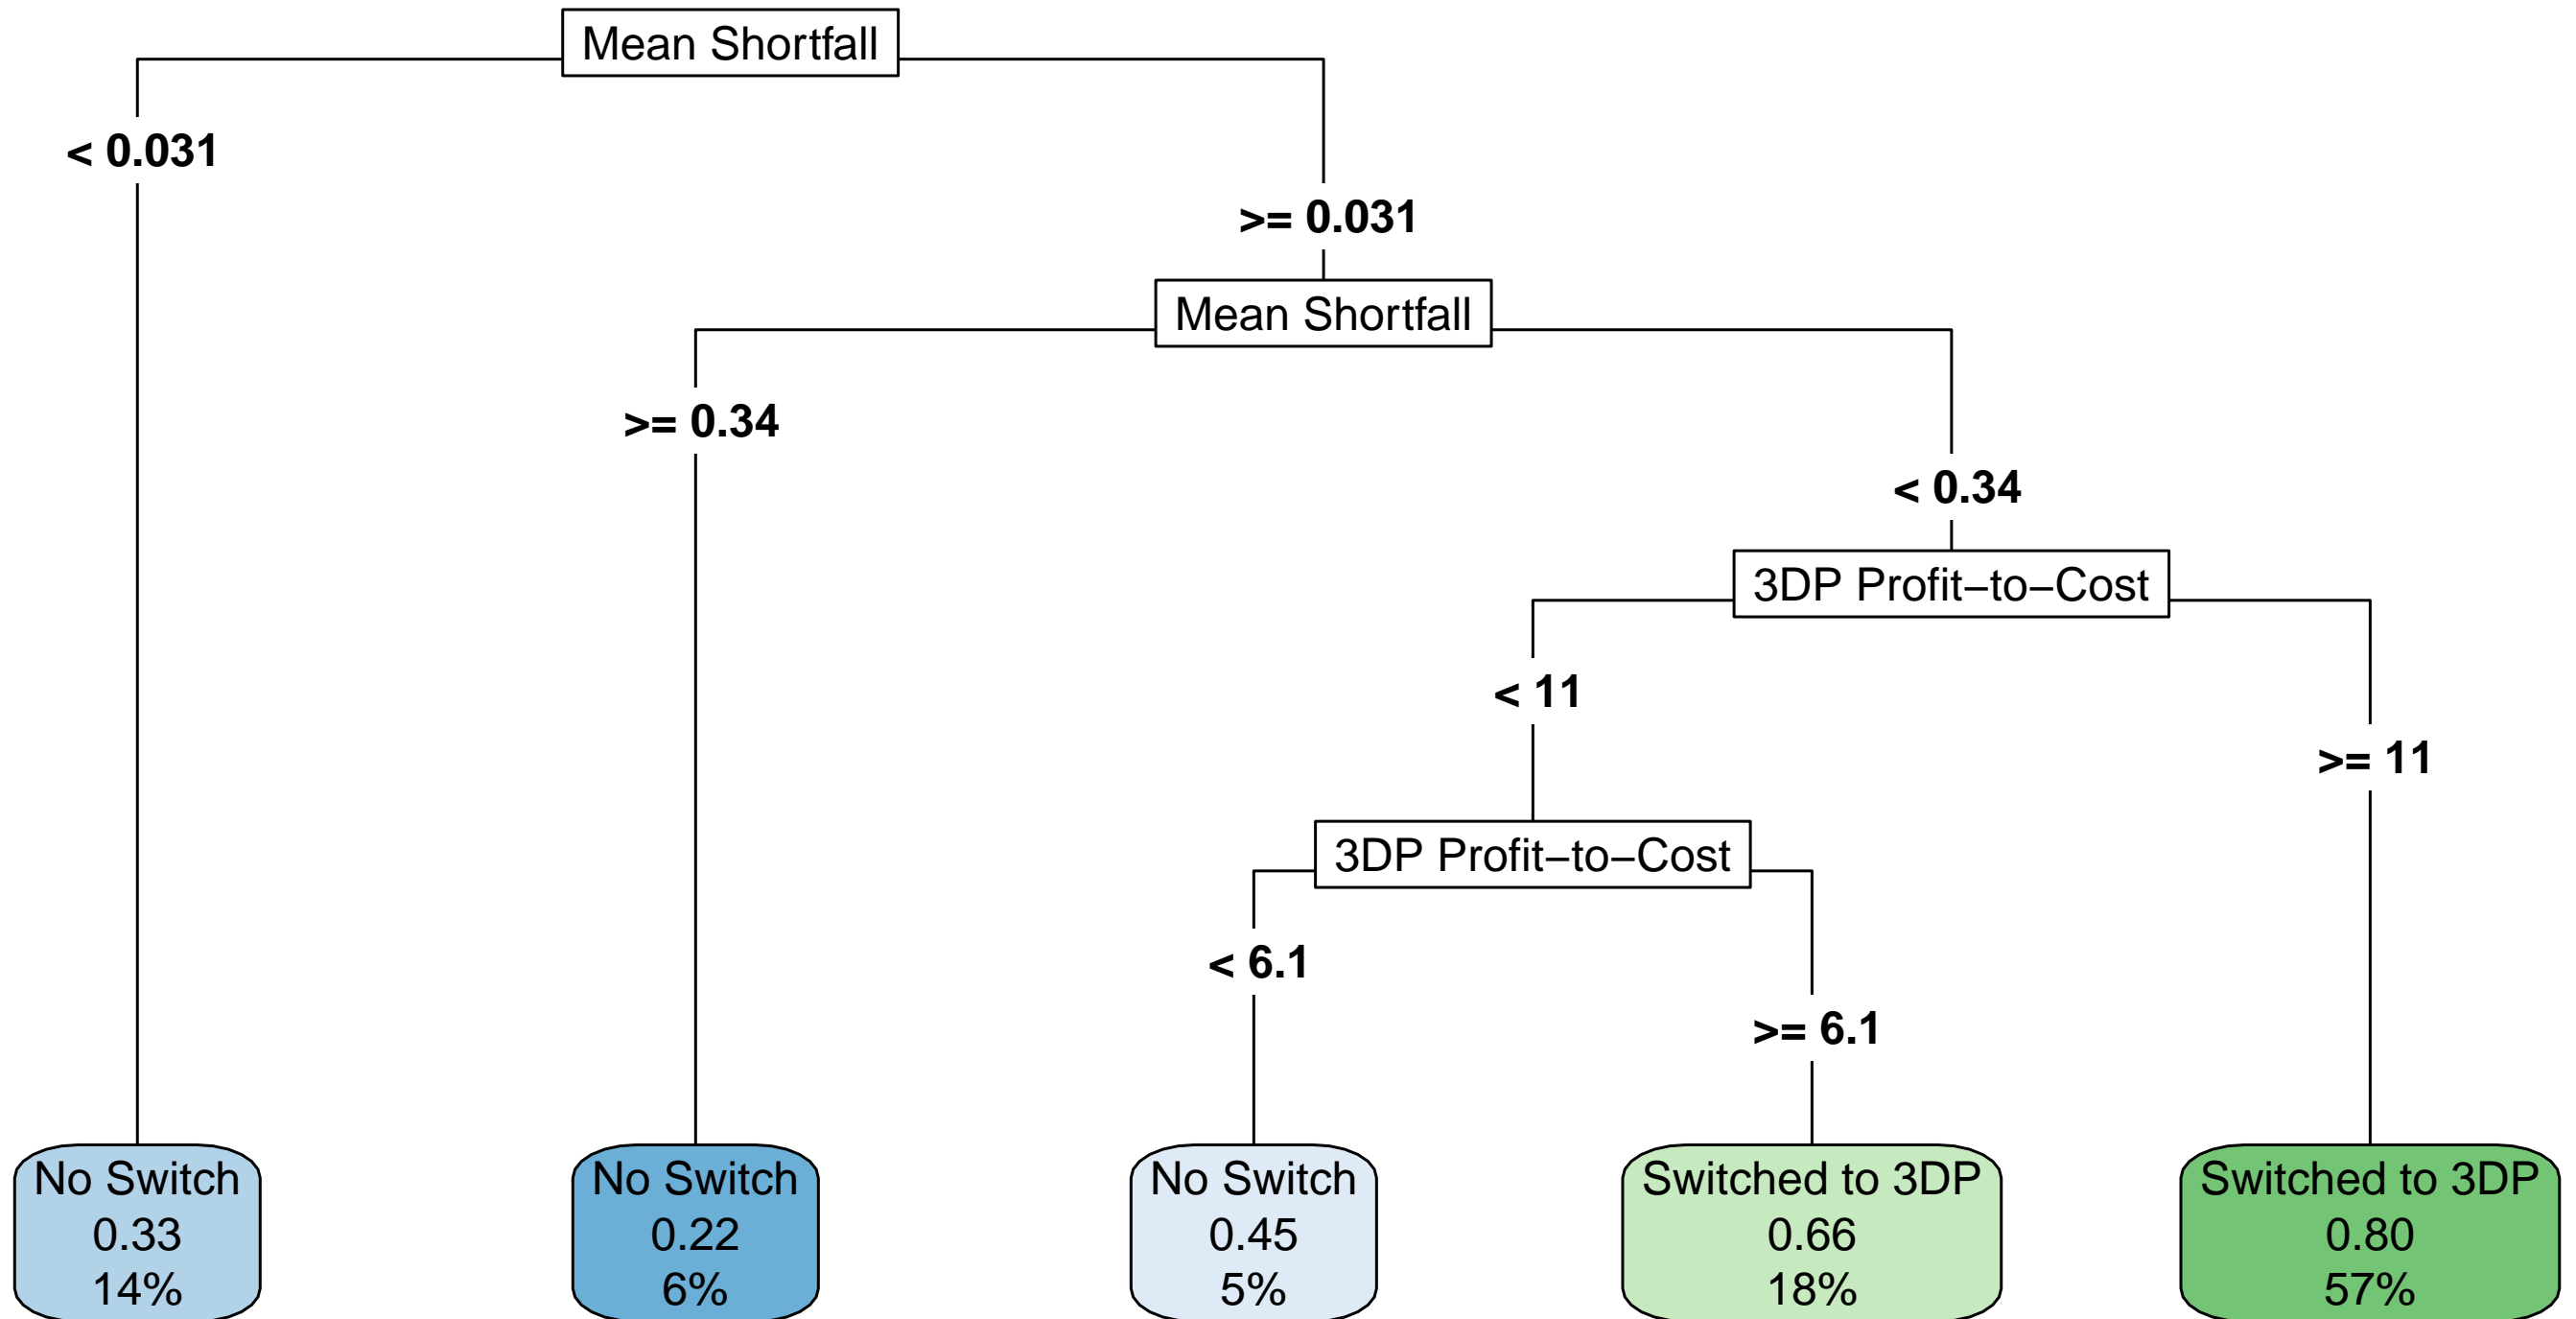 Mean Shortfall
< 0.031
>= 0.031
Mean Shortfall
>= 0.34
< 0.34
3DP Profit–to–Cost
< 11
>= 11
3DP Profit–to–Cost
< 6.1
>= 6.1
No Switch
0.33
14%
No Switch
0.22
6%
No Switch
0.45
5%
Switched to 3DP
0.66
18%
Switched to 3DP
0.80
57%